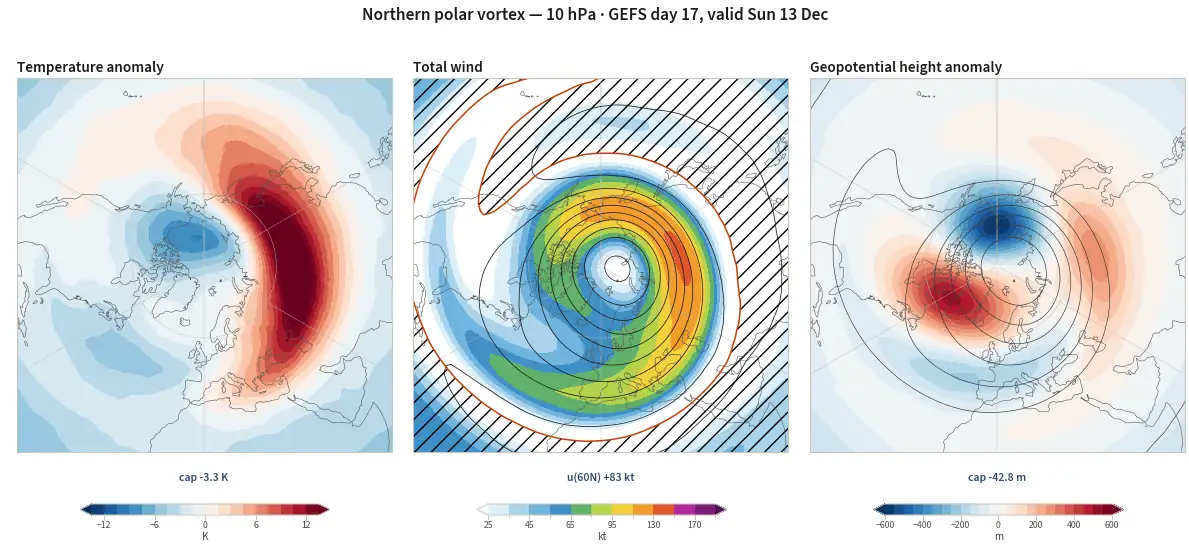 Northern polar vortex — 10 hPa · GEFS day 17, valid Sun 13 Dec
Temperature anomaly
Total wind
Geopotential height anomaly
cap -3.3 K
u(60N) +83 kt
cap -42.8 m
−12 −6 0 6 12
K
25 45 65 95 130 170
kt
−600 −400 −200 0 200 400 600
m